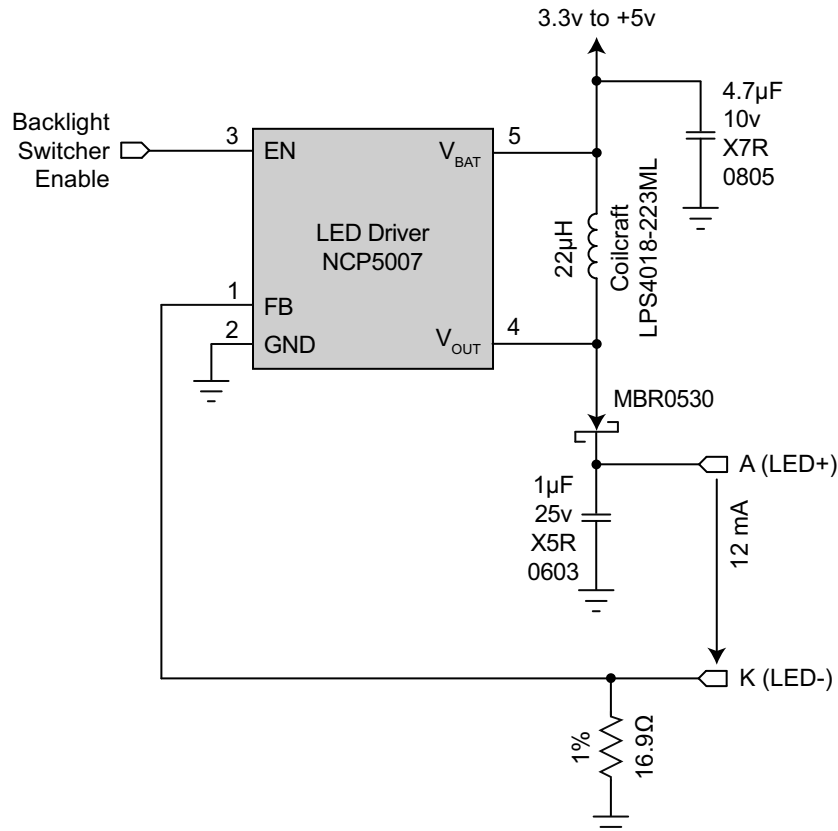 3.3v to +5v
4.7µF
10v
X7R
0805
Backlight
Switcher
Enable
3
EN
VBAT
5
LED Driver
NCP5007
22µH
Coilcraft
LPS4018-223ML
1
FB
2
GND
VOUT
4
MBR0530
A (LED+)
1µF
25v
X5R
0603
12 mA
K (LED-)
1%
16.9Ω